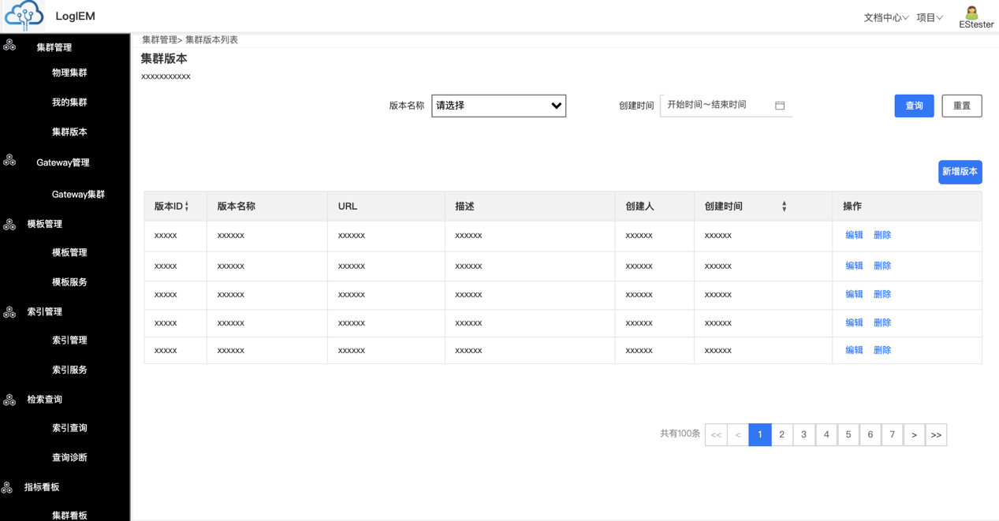 LogIEM
文档中心 项目 EStester
集群管理
物理集群
我的集群
集群版本
Gateway管理
Gateway集群
模板管理
模板管理
模板服务
索引管理
索引管理
索引服务
检索查询
索引查询
查询诊断
指标看板
集群看板
集群管理> 集群版本列表
集群版本
xxxxxxxxxxx
版本名称 请选择 创建时间 开始时间～结束时间 查询 重置
新增版本
版本ID 版本名称 URL 描述 创建人 创建时间 操作
xxxxx xxxxxx xxxxxx xxxxxx xxxxxx xxxxxx 编辑 删除
xxxxx xxxxxx xxxxxx xxxxxx xxxxxx xxxxxx 编辑 删除
xxxxx xxxxxx xxxxxx xxxxxx xxxxxx xxxxxx 编辑 删除
xxxxx xxxxxx xxxxxx xxxxxx xxxxxx xxxxxx 编辑 删除
xxxxx xxxxxx xxxxxx xxxxxx xxxxxx xxxxxx 编辑 删除
共有100条 << < 1 2 3 4 5 6 7 > >>